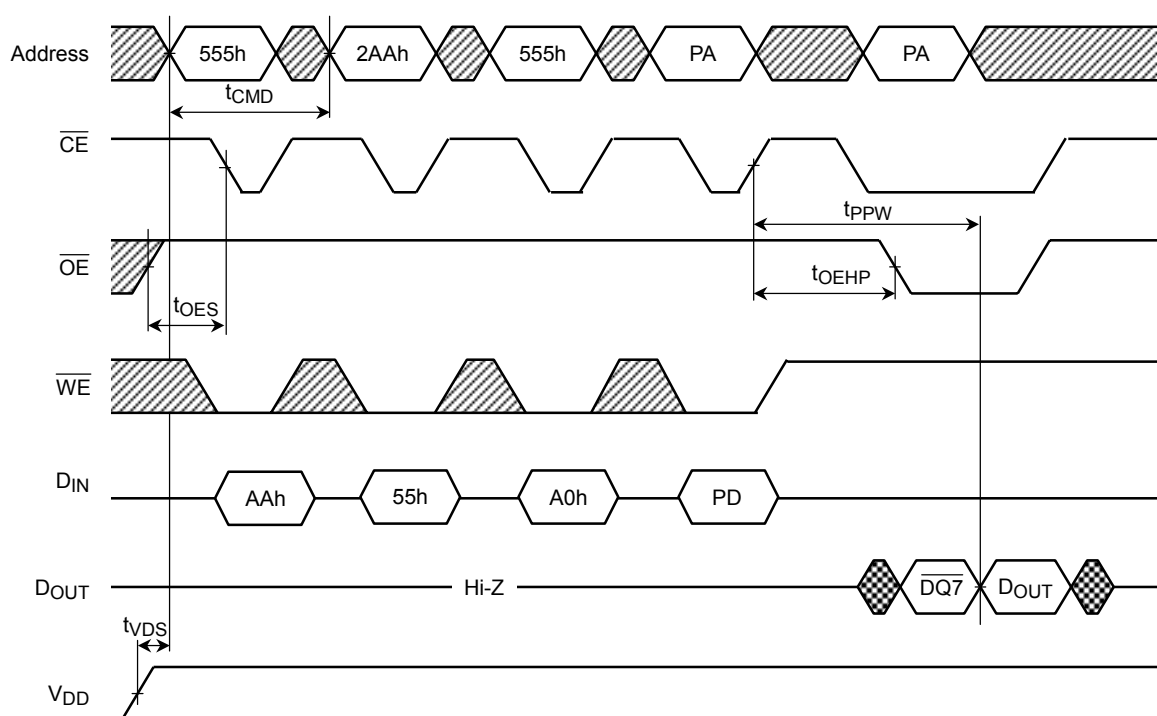 Address 555h 2AAh 555h PA PA
tCMD
CE
tPPW
OE
tOEHP
tOES
WE
DIN AAh 55h A0h PD
DOUT Hi-Z DQ7 DOUT
tVDS
VDD